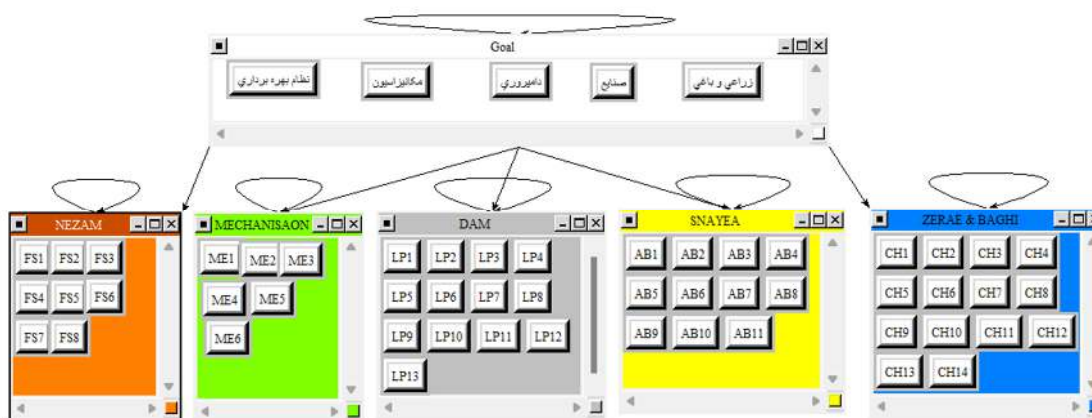 Goal
نظام بهره برداري
مكانيزاسيون
دامپروري
صنايع
زراعي و باغي
NEZAM
FS1 FS2 FS3
FS4 FS5 FS6
FS7 FS8
MECHANISAON
ME1 ME2 ME3
ME4 ME5
ME6
DAM
LP1 LP2 LP3 LP4
LP5 LP6 LP7 LP8
LP9 LP10 LP11 LP12
LP13
SNAYEA
AB1 AB2 AB3 AB4
AB5 AB6 AB7 AB8
AB9 AB10 AB11
ZERAE & BAGHI
CH1 CH2 CH3 CH4
CH5 CH6 CH7 CH8
CH9 CH10 CH11 CH12
CH13 CH14